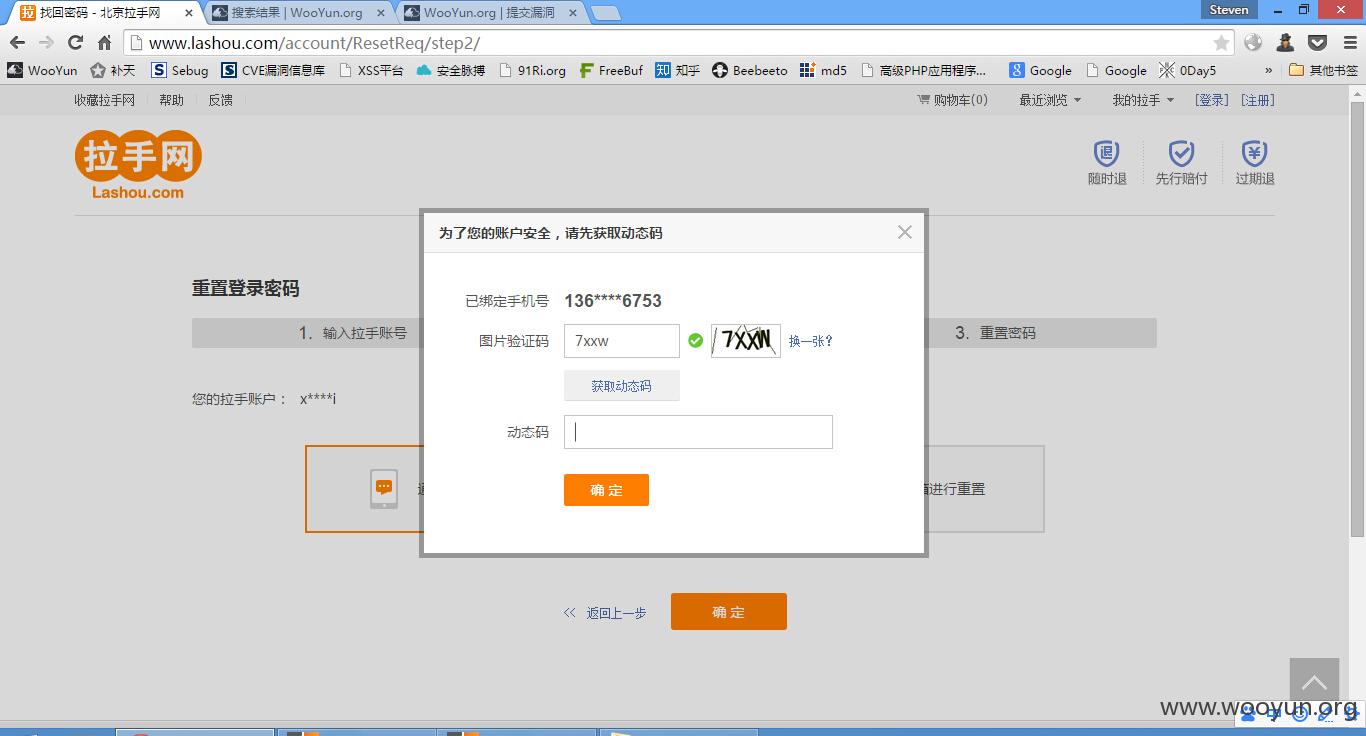 找回密码 - 北京拉手网
搜索结果 | WooYun.org
WooYun.org | 提交漏洞
Steven
www.lashou.com/account/ResetReq/step2/
WooYun 补天 Sebug CVE漏洞信息库 XSS平台 安全脉搏 91Ri.org FreeBuf 知乎 Beebeeto md5 高级PHP应用程序... Google Google 0Day5 » 其他书签
收藏拉手网 帮助 反馈 购物车(0) 最近浏览 我的拉手 [登录] [注册]
拉手网
Lashou.com
随时退 先行赔付 过期退
为了您的账户安全，请先获取动态码
重置登录密码
已绑定手机号 136****6753
1. 输入拉手账号
3. 重置密码
图片验证码 7xxw 7XXW 换一张?
获取动态码
您的拉手账户： x****i
动态码
进行重置
确 定
<< 返回上一步 确 定
www.wooyun.org